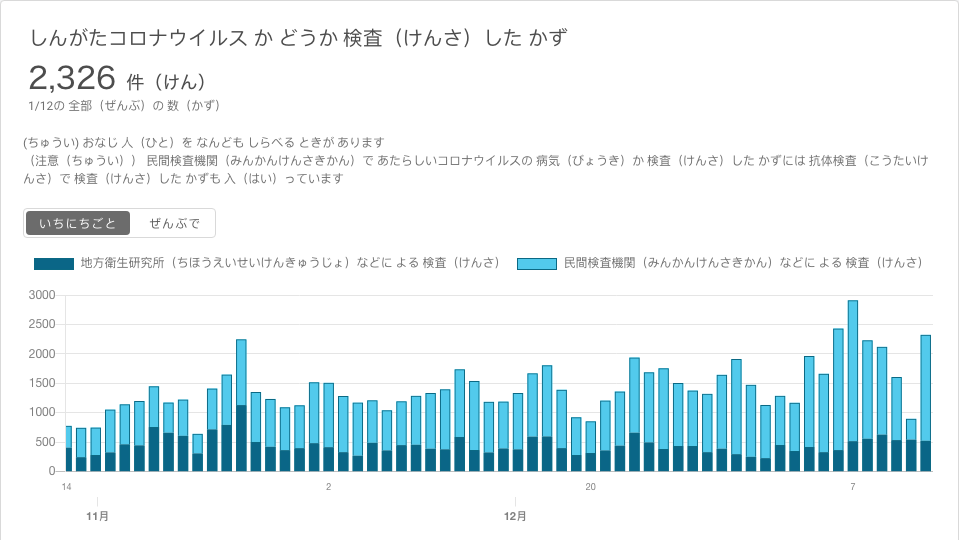 しんがたコロナウイルス か どうか 検査（けんさ）した かず
2,326 件（けん）
1/12の 全部（ぜんぶ）の 数（かず）
(ちゅうい) おなじ 人（ひと）を なんども しらべる ときが あります
（注意（ちゅうい）） 民間検査機関（みんかんけんさきかん）で あたらしいコロナウイルスの 病気（びょうき）か 検査（けんさ）した かずには 抗体検査（こうたいけ
んさ）で 検査（けんさ）した かずも 入（はい）っています
いちにちごと ぜんぶで
地方衛生研究所（ちほうえいせいけんきゅうじょ）などに よる 検査（けんさ） 民間検査機関（みんかんけんさきかん）などに よる 検査（けんさ）
3000
2500
2000
1500
1000
500
0
14 2 20 7
11月 12月